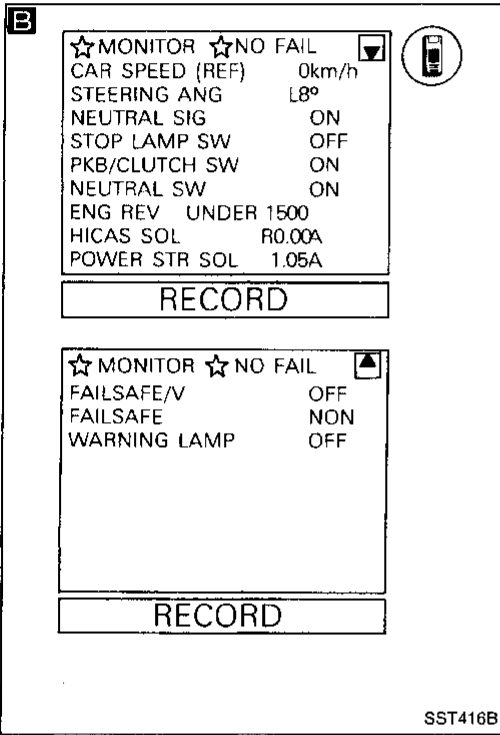 B
☆MONITOR ☆NO FAIL
CAR SPEED (REF) 0km/h
STEERING ANG L8º
NEUTRAL SIG ON
STOP LAMP SW OFF
PKB/CLUTCH SW ON
NEUTRAL SW ON
ENG REV UNDER 1500
HICAS SOL R0.00A
POWER STR SOL 1.05A
RECORD
☆MONITOR ☆NO FAIL
FAILSAFE/V OFF
FAILSAFE NON
WARNING LAMP OFF
RECORD
SST416B